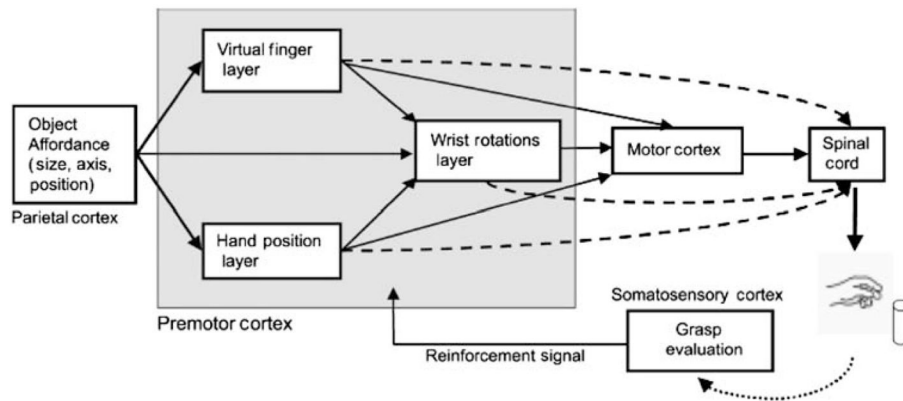 Virtual finger
layer
Object
Affordance
(size, axis,
position)
Parietal cortex
Wrist rotations
layer
Motor cortex
Spinal
cord
Hand position
layer
Premotor cortex
Somatosensory cortex
Grasp
evaluation
Reinforcement signal